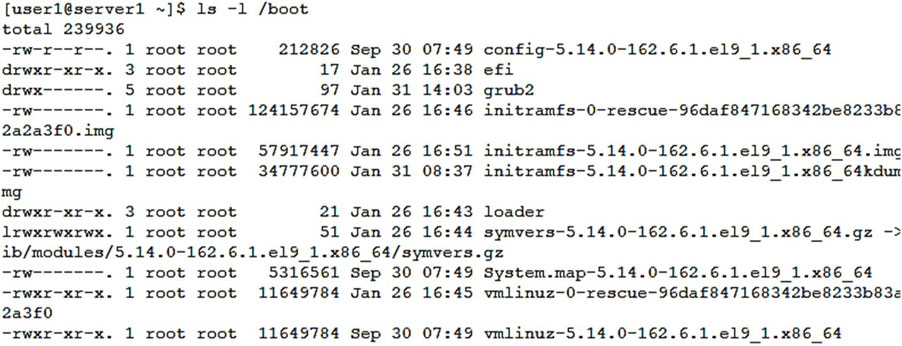 [user1@server1 ~]$ ls -l /boot
total 239936
-rw-r--r--. 1 root root    212826 Sep 30 07:49 config-5.14.0-162.6.1.el9_1.x86_64
drwxr-xr-x. 3 root root        17 Jan 26 16:38 efi
drwx------. 5 root root        97 Jan 31 14:03 grub2
-rw-------. 1 root root 124157674 Jan 26 16:46 initramfs-0-rescue-96daf847168342be8233b8
2a2a3f0.img
-rw-------. 1 root root  57917447 Jan 26 16:51 initramfs-5.14.0-162.6.1.el9_1.x86_64.img
-rw-------. 1 root root  34777600 Jan 31 08:37 initramfs-5.14.0-162.6.1.el9_1.x86_64kdum
mg
drwxr-xr-x. 3 root root        21 Jan 26 16:43 loader
lrwxrwxrwx. 1 root root        51 Jan 26 16:44 symvers-5.14.0-162.6.1.el9_1.x86_64.gz ->
ib/modules/5.14.0-162.6.1.el9_1.x86_64/symvers.gz
-rw-------. 1 root root   5316561 Sep 30 07:49 System.map-5.14.0-162.6.1.el9_1.x86_64
-rwxr-xr-x. 1 root root  11649784 Jan 26 16:45 vmlinuz-0-rescue-96daf847168342be8233b83a
2a3f0
-rwxr-xr-x. 1 root root  11649784 Sep 30 07:49 vmlinuz-5.14.0-162.6.1.el9_1.x86_64